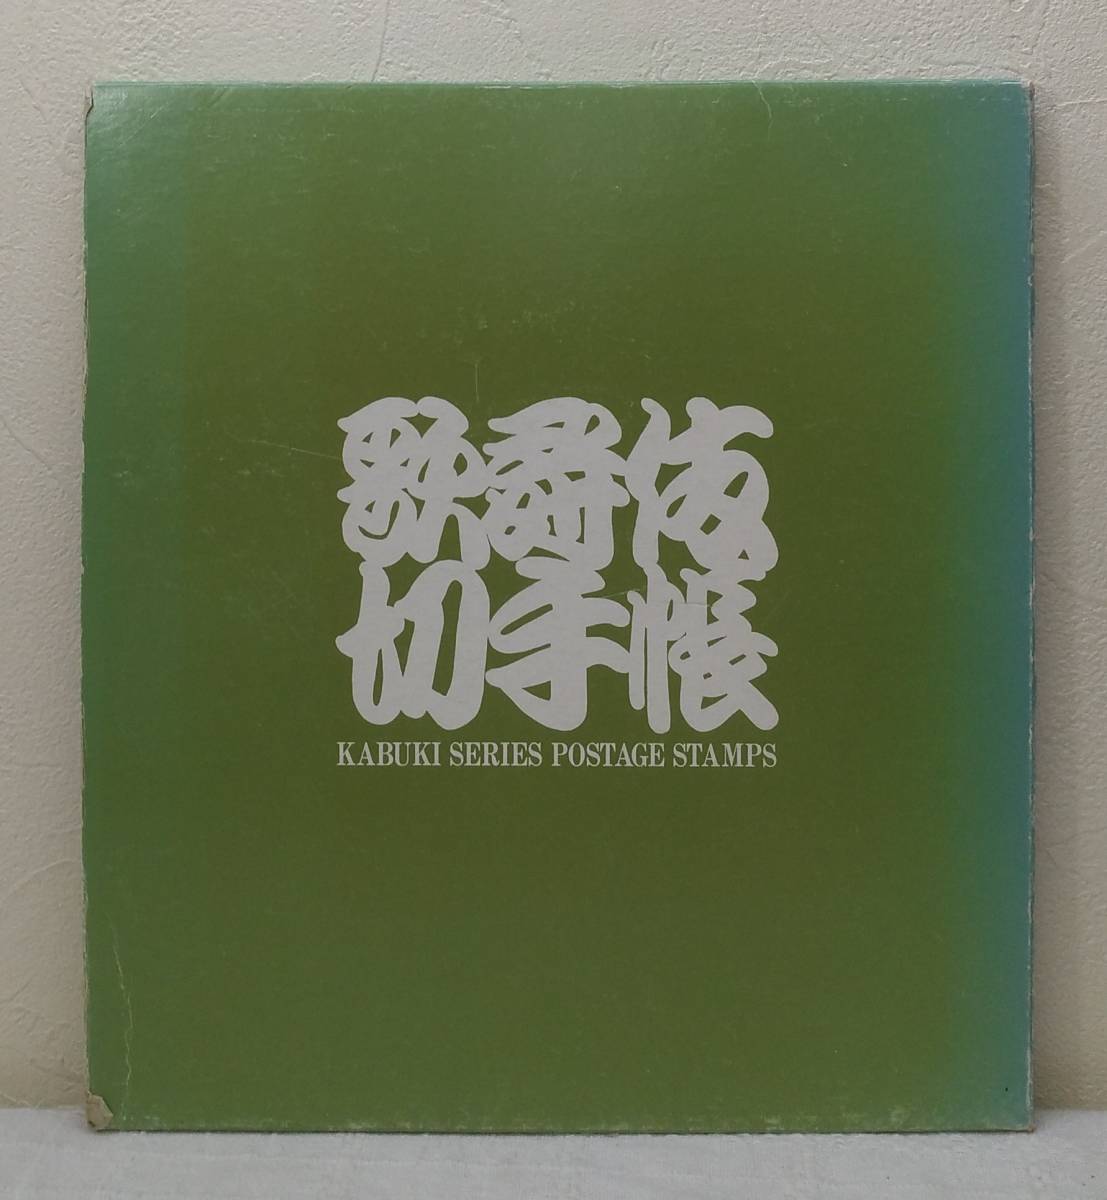 歌舞伎
切手帳
KABUKI SERIES POSTAGE STAMPS